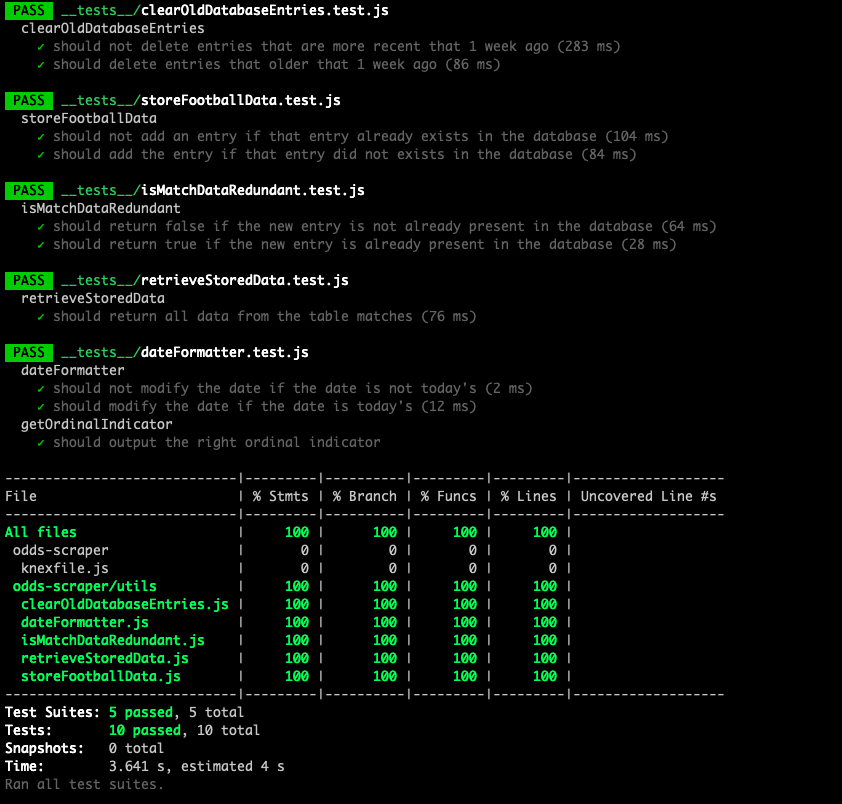 PASS __tests__/clearOldDatabaseEntries.test.js
clearOldDatabaseEntries
✓ should not delete entries that are more recent that 1 week ago (283 ms)
✓ should delete entries that older that 1 week ago (86 ms)
PASS __tests__/storeFootballData.test.js
storeFootballData
✓ should not add an entry if that entry already exists in the database (104 ms)
✓ should add the entry if that entry did not exists in the database (84 ms)
PASS __tests__/isMatchDataRedundant.test.js
isMatchDataRedundant
✓ should return false if the new entry is not already present in the database (64 ms)
✓ should return true if the new entry is already present in the database (28 ms)
PASS __tests__/retrieveStoredData.test.js
retrieveStoredData
✓ should return all data from the table matches (76 ms)
PASS __tests__/dateFormatter.test.js
dateFormatter
✓ should not modify the date if the date is not today's (2 ms)
✓ should modify the date if the date is today's (12 ms)
getOrdinalIndicator
✓ should output the right ordinal indicator
-----------------------------|---------|----------|---------|---------|-------------------
File | % Stmts | % Branch | % Funcs | % Lines | Uncovered Line #s
-----------------------------|---------|----------|---------|---------|-------------------
All files | 100 | 100 | 100 | 100 |
odds-scraper | 0 | 0 | 0 | 0 |
knexfile.js | 0 | 0 | 0 | 0 |
odds-scraper/utils | 100 | 100 | 100 | 100 |
clearOldDatabaseEntries.js | 100 | 100 | 100 | 100 |
dateFormatter.js | 100 | 100 | 100 | 100 |
isMatchDataRedundant.js | 100 | 100 | 100 | 100 |
retrieveStoredData.js | 100 | 100 | 100 | 100 |
storeFootballData.js | 100 | 100 | 100 | 100 |
-----------------------------|---------|----------|---------|---------|-------------------
Test Suites: 5 passed, 5 total
Tests: 10 passed, 10 total
Snapshots: 0 total
Time: 3.641 s, estimated 4 s
Ran all test suites.